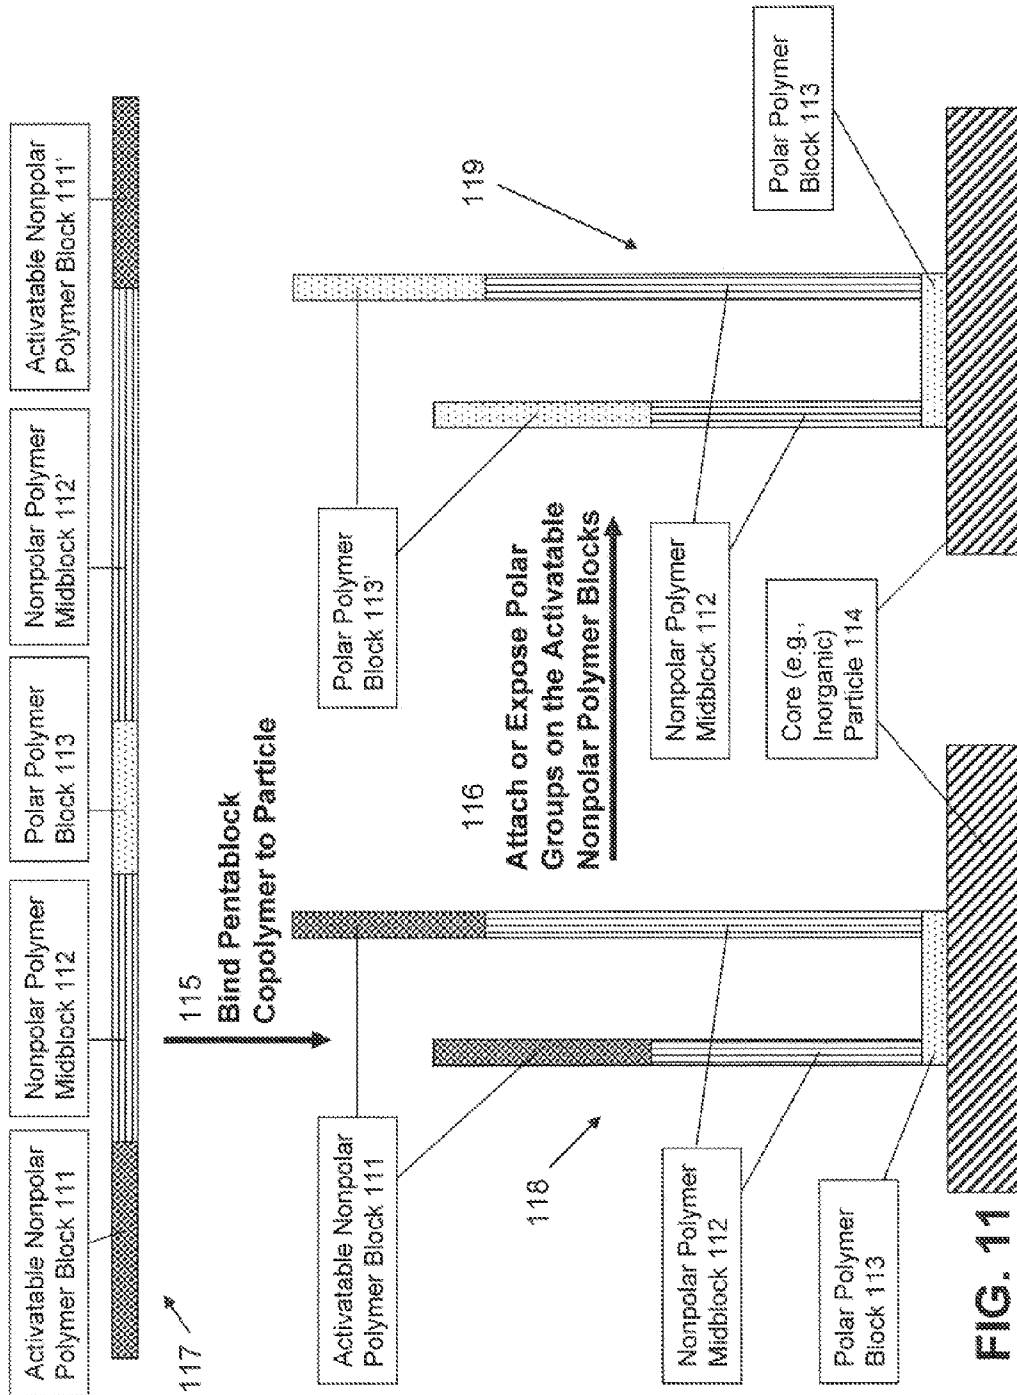 Activatable Nonpolar
Polymer Block 111
Nonpolar Polymer
Midblock 112
Polar Polymer
Block 113
Nonpolar Polymer
Midblock 112'
Activatable Nonpolar
Polymer Block 111'
117
115
Bind Pentablock
Copolymer to Particle
Activatable Nonpolar
Polymer Block 111
118
Nonpolar Polymer
Midblock 112
Polar Polymer
Block 113
116
Attach or Expose Polar
Groups on the Activatable
Nonpolar Polymer Blocks
Polar Polymer
Block 113'
119
Nonpolar Polymer
Midblock 112
Core (e.g.,
Inorganic)
Particle 114
Polar Polymer
Block 113
FIG. 11